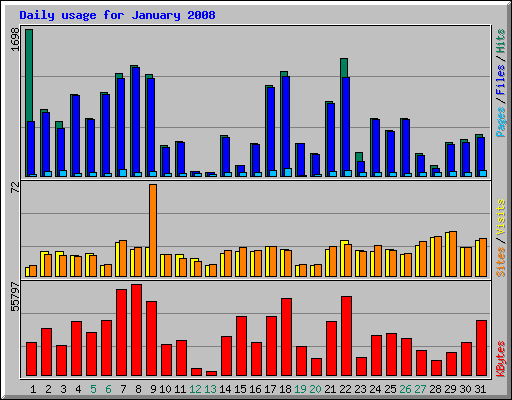 Daily usage for January 2008
1698
Pages / Files / Hits
72
Sites / Visits
55797
KBytes
1 2 3 4 5 6 7 8 9 10 11 12 13 14 15 16 17 18 19 20 21 22 23 24 25 26 27 28 29 30 31